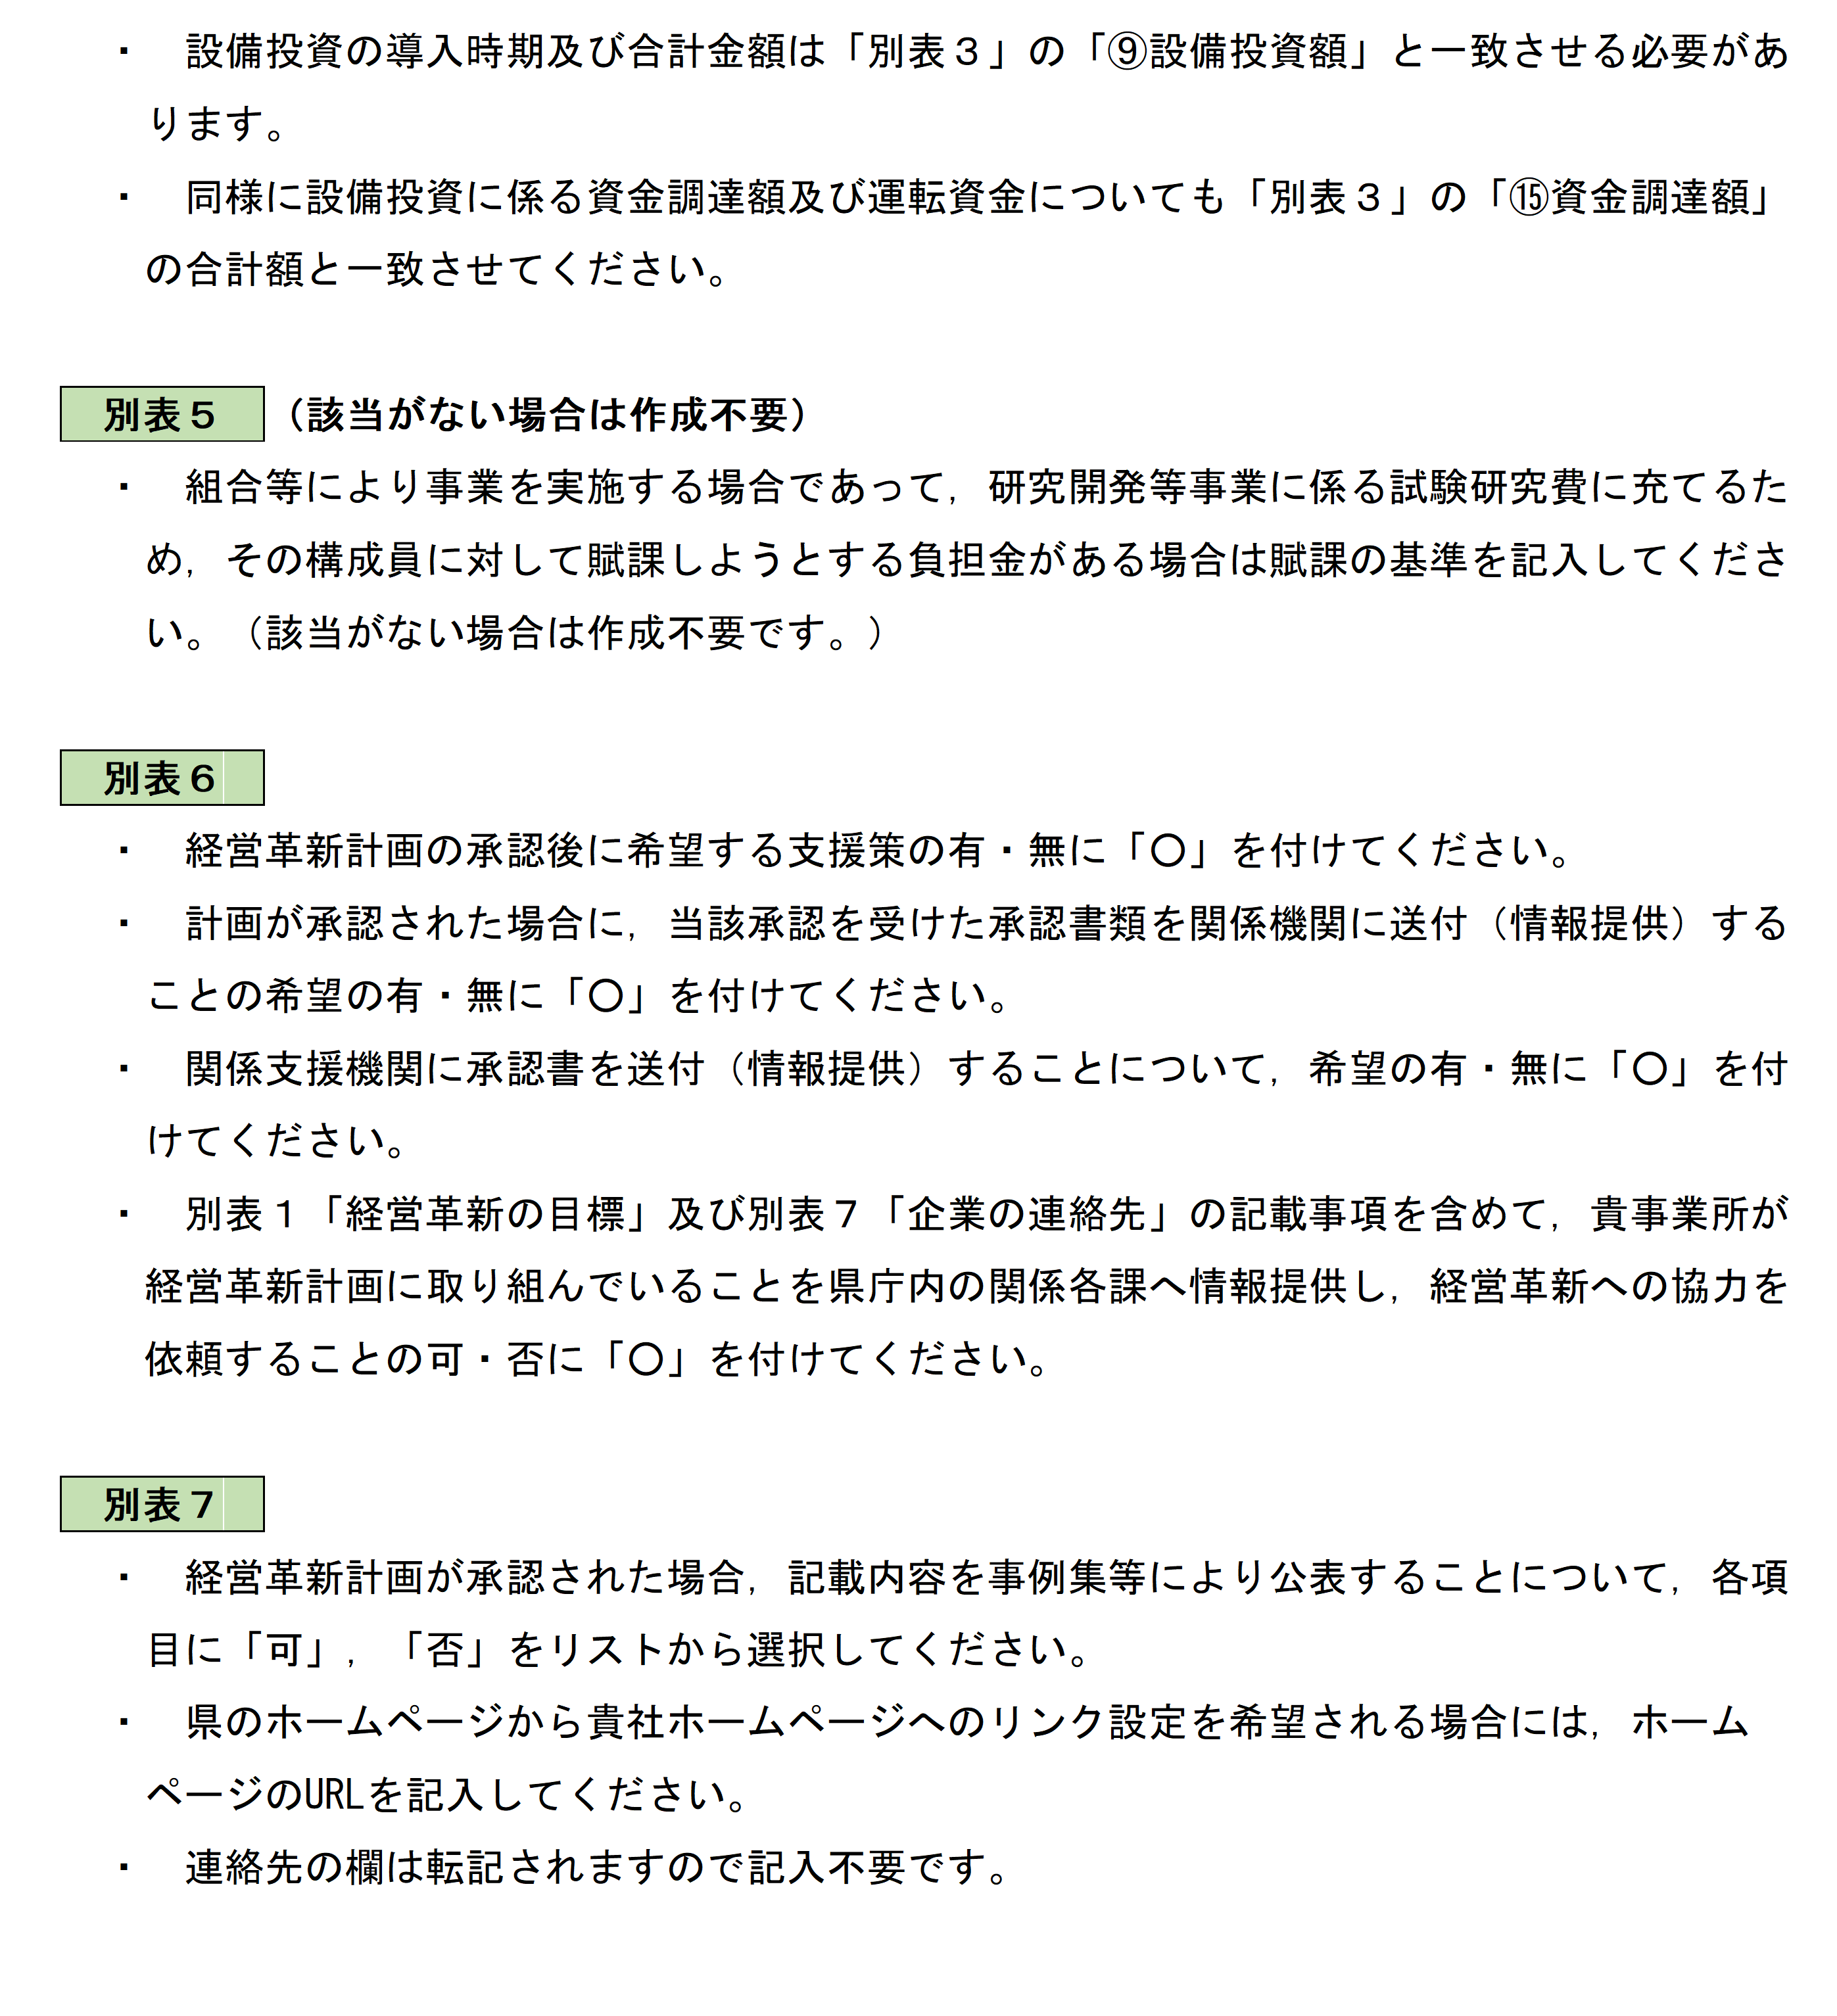 ・　設備投資の導入時期及び合計金額は「別表３」の「⑨設備投資額」と一致させる必要があ
ります。
・　同様に設備投資に係る資金調達額及び運転資金についても「別表３」の「⑮資金調達額」
の合計額と一致させてください。
別表５　（該当がない場合は作成不要）
・　組合等により事業を実施する場合であって，研究開発等事業に係る試験研究費に充てるた
め，その構成員に対して賦課しようとする負担金がある場合は賦課の基準を記入してくださ
い。（該当がない場合は作成不要です。）
別表６
・　経営革新計画の承認後に希望する支援策の有・無に「〇」を付けてください。
・　計画が承認された場合に，当該承認を受けた承認書類を関係機関に送付（情報提供）する
ことの希望の有・無に「〇」を付けてください。
・　関係支援機関に承認書を送付（情報提供）することについて，希望の有・無に「〇」を付
けてください。
・　別表１「経営革新の目標」及び別表７「企業の連絡先」の記載事項を含めて，貴事業所が
経営革新計画に取り組んでいることを県庁内の関係各課へ情報提供し，経営革新への協力を
依頼することの可・否に「〇」を付けてください。
別表７
・　経営革新計画が承認された場合，記載内容を事例集等により公表することについて，各項
目に「可」，「否」をリストから選択してください。
・　県のホームページから貴社ホームページへのリンク設定を希望される場合には，ホーム
ページのURLを記入してください。
・　連絡先の欄は転記されますので記入不要です。